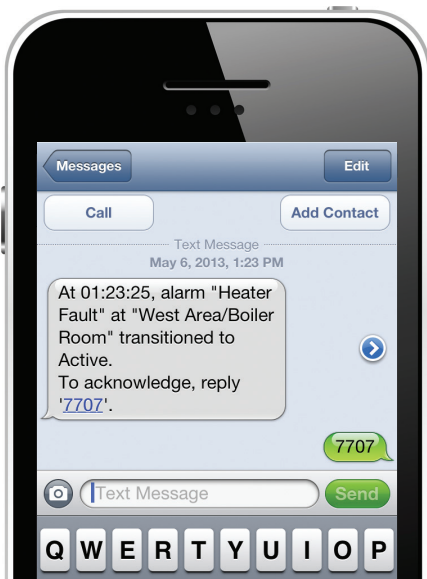 Messages
Edit
Call
Add Contact
Text Message
May 6, 2013, 1:23 PM
At 01:23:25, alarm "Heater
Fault" at "West Area/Boiler
Room" transitioned to
Active.
To acknowledge, reply
'7707'.
7707
Text Message
Send
Q W E R T Y U I O P